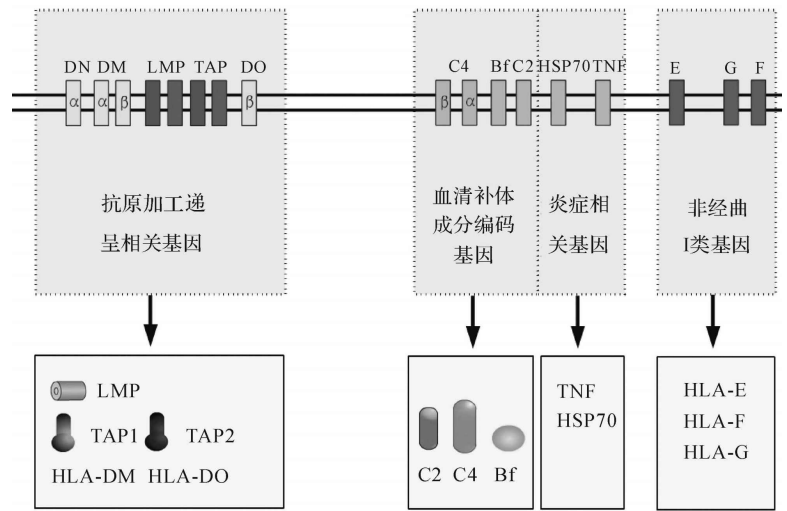 DN DM LMP TAP DO C4 Bf C2 HSP70 TNF E G F
α α β β β α
抗原加工递
呈相关基因
血清补体
成分编码
基因
炎症相
关基因
非经典
I类基因
LMP
TAP1 TAP2
HLA-DM HLA-DO
C2 C4 Bf
TNF
HSP70
HLA-E
HLA-F
HLA-G